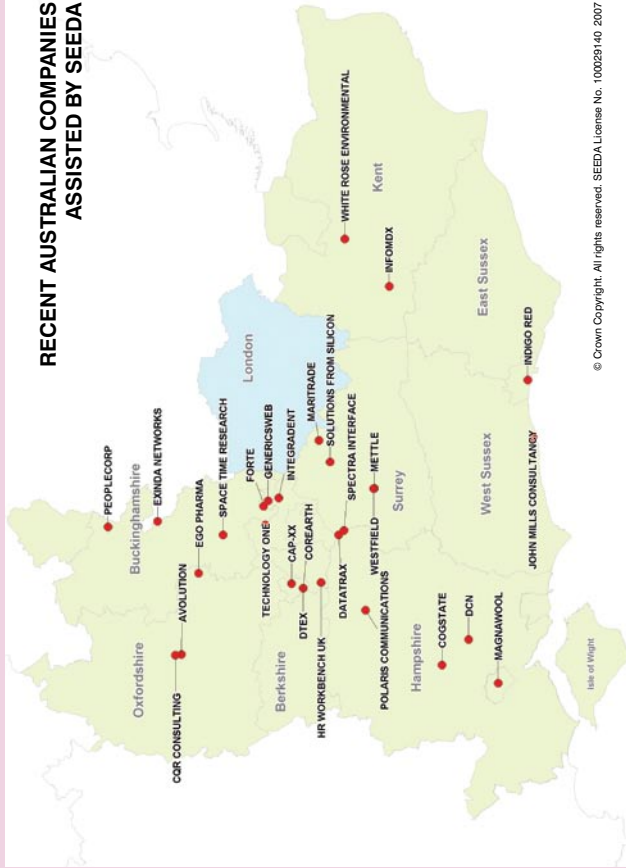 RECENT AUSTRALIAN COMPANIES
ASSISTED BY SEEDA
PEOPLECORP
Buckinghamshire
EXINDA NETWORKS
Oxfordshire
AVOLUTION
CQR CONSULTING
EGO PHARMA
SPACE TIME RESEARCH
London
FORTE
GENERICSWEB
TECHNOLOGY ONE
INTEGRADENT
Berkshire
CAP-XX
DTEX
COREARTH
MARITRADE
HR WORKBENCH UK
SOLUTIONS FROM SILICON
DATATRAX
SPECTRA INTERFACE
WHITE ROSE ENVIRONMENTAL
Kent
POLARIS COMMUNICATIONS
WESTFIELD
METTLE
INFOMDX
Surrey
Hampshire
COGSTATE
DCN
East Sussex
West Sussex
MAGNAWOOL
INDIGO RED
JOHN MILLS CONSULTANCY
Isle of Wight
© Crown Copyright. All rights reserved. SEEDA License No. 100029140 2007